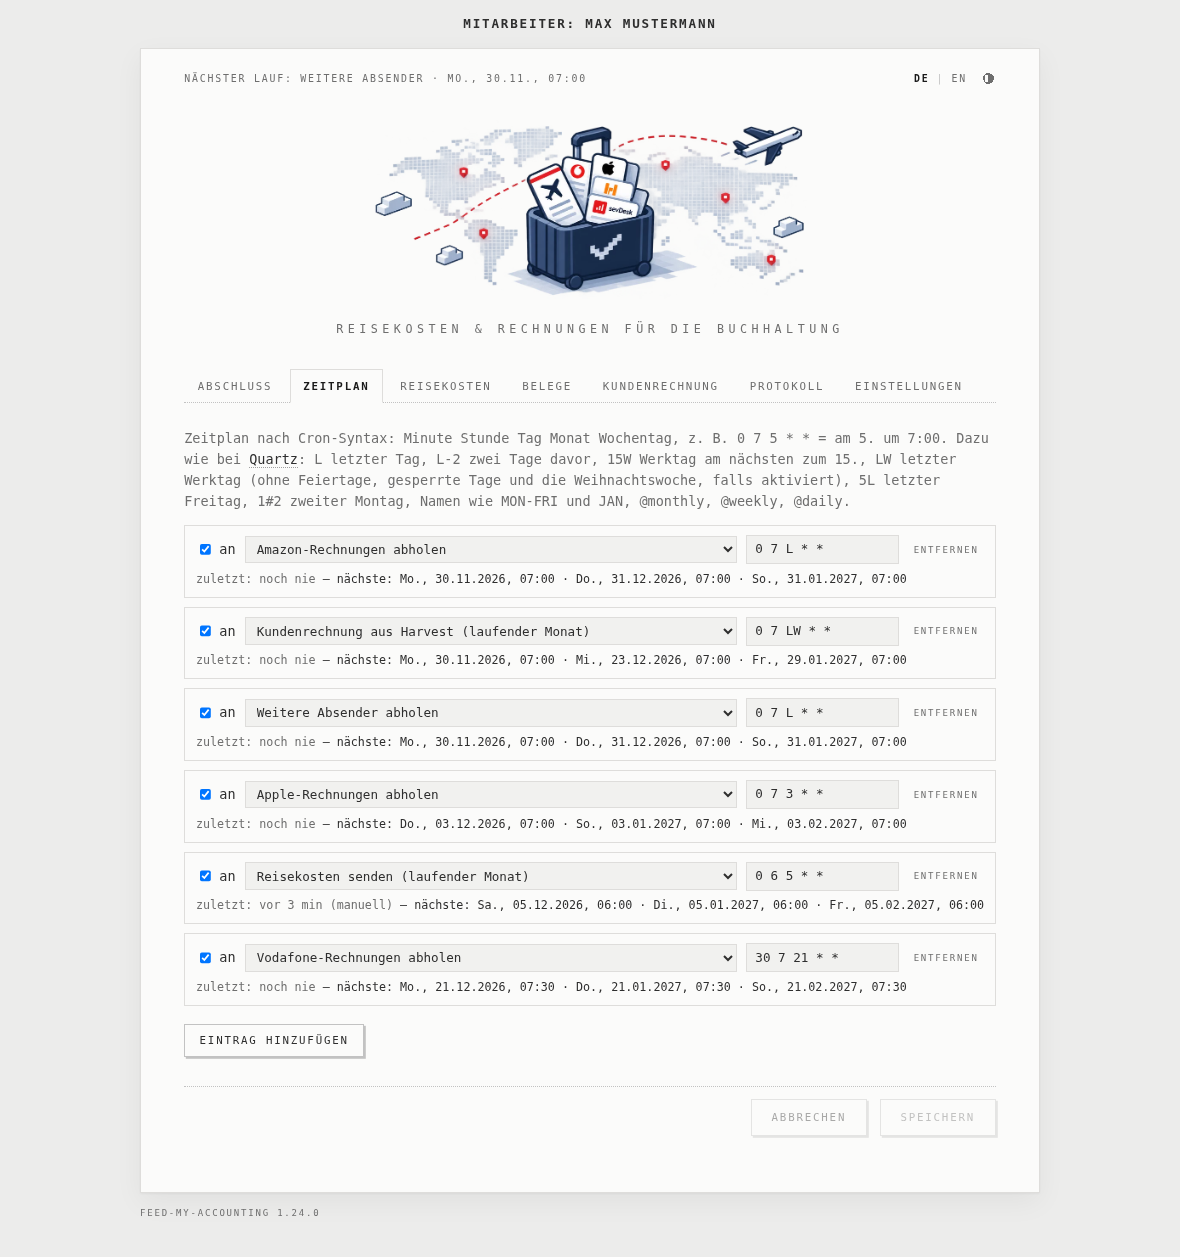 MITARBEITER: MAX MUSTERMANN
NÄCHSTER LAUF: WEITERE ABSENDER · MO., 30.11., 07:00
DE | EN
sevDesk
REISEKOSTEN & RECHNUNGEN FÜR DIE BUCHHALTUNG
ABSCHLUSS ZEITPLAN REISEKOSTEN BELEGE KUNDENRECHNUNG PROTOKOLL EINSTELLUNGEN
Zeitplan nach Cron-Syntax: Minute Stunde Tag Monat Wochentag, z. B. 0 7 5 * * = am 5. um 7:00. Dazu
wie bei Quartz: L letzter Tag, L-2 zwei Tage davor, 15W Werktag am nächsten zum 15., LW letzter
Werktag (ohne Feiertage, gesperrte Tage und die Weihnachtswoche, falls aktiviert), 5L letzter
Freitag, 1#2 zweiter Montag, Namen wie MON-FRI und JAN, @monthly, @weekly, @daily.
an Amazon-Rechnungen abholen 0 7 L * * ENTFERNEN
zuletzt: noch nie — nächste: Mo., 30.11.2026, 07:00 · Do., 31.12.2026, 07:00 · So., 31.01.2027, 07:00
an Kundenrechnung aus Harvest (laufender Monat) 0 7 LW * * ENTFERNEN
zuletzt: noch nie — nächste: Mo., 30.11.2026, 07:00 · Mi., 23.12.2026, 07:00 · Fr., 29.01.2027, 07:00
an Weitere Absender abholen 0 7 L * * ENTFERNEN
zuletzt: noch nie — nächste: Mo., 30.11.2026, 07:00 · Do., 31.12.2026, 07:00 · So., 31.01.2027, 07:00
an Apple-Rechnungen abholen 0 7 3 * * ENTFERNEN
zuletzt: noch nie — nächste: Do., 03.12.2026, 07:00 · So., 03.01.2027, 07:00 · Mi., 03.02.2027, 07:00
an Reisekosten senden (laufender Monat) 0 6 5 * * ENTFERNEN
zuletzt: vor 3 min (manuell) — nächste: Sa., 05.12.2026, 06:00 · Di., 05.01.2027, 06:00 · Fr., 05.02.2027, 06:00
an Vodafone-Rechnungen abholen 30 7 21 * * ENTFERNEN
zuletzt: noch nie — nächste: Mo., 21.12.2026, 07:30 · Do., 21.01.2027, 07:30 · So., 21.02.2027, 07:30
EINTRAG HINZUFÜGEN
ABBRECHEN SPEICHERN
FEED-MY-ACCOUNTING 1.24.0